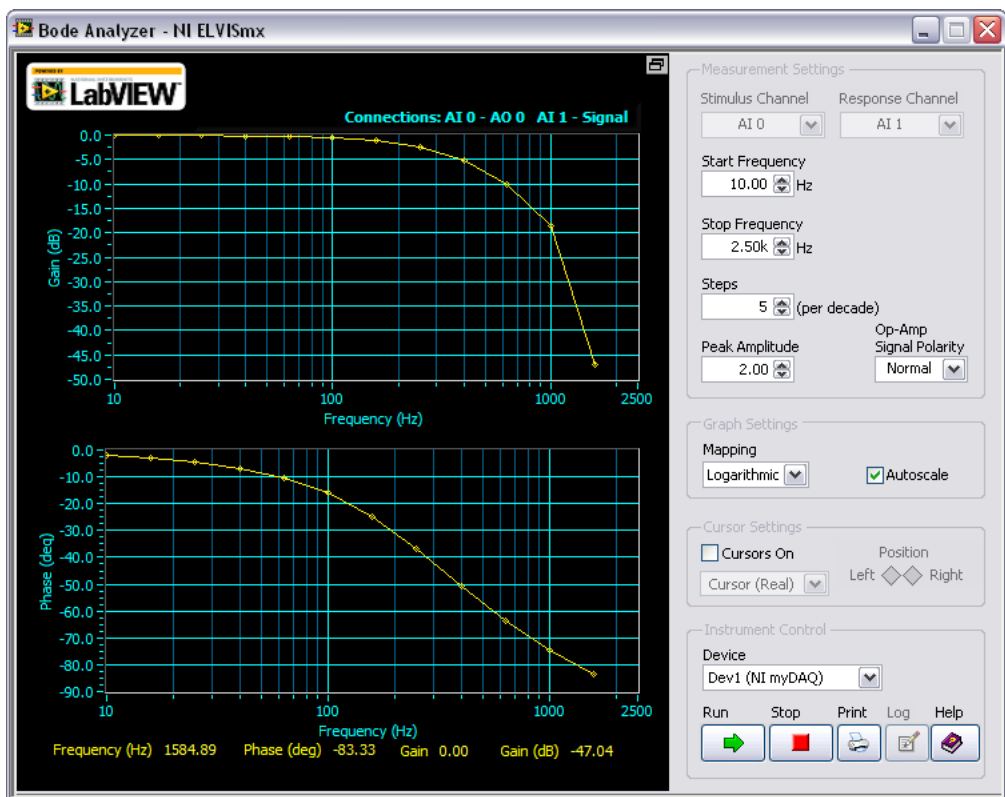 Bode Analyzer - NI ELVISmx
POWERED BY
NATIONAL INSTRUMENTS
LabVIEW
Connections: AI 0 - AO 0 AI 1 - Signal
Gain (dB)
0.0
-5.0
-10.0
-15.0
-20.0
-25.0
-30.0
-35.0
-40.0
-45.0
-50.0
10 100 1000 2500
Frequency (Hz)
Phase (deg)
0.0
-10.0
-20.0
-30.0
-40.0
-50.0
-60.0
-70.0
-80.0
-90.0
10 100 1000 2500
Frequency (Hz)
Frequency (Hz) 1584.89 Phase (deg) -83.33 Gain 0.00 Gain (dB) -47.04
Measurement Settings
Stimulus Channel Response Channel
AI 0 AI 1
Start Frequency
10.00 Hz
Stop Frequency
2.50k Hz
Steps
5 (per decade)
Peak Amplitude Op-Amp Signal Polarity
2.00 Normal
Graph Settings
Mapping
Logarithmic Autoscale
Cursor Settings
Cursors On Position
Cursor (Real) Left Right
Instrument Control
Device
Dev1 (NI myDAQ)
Run Stop Print Log Help